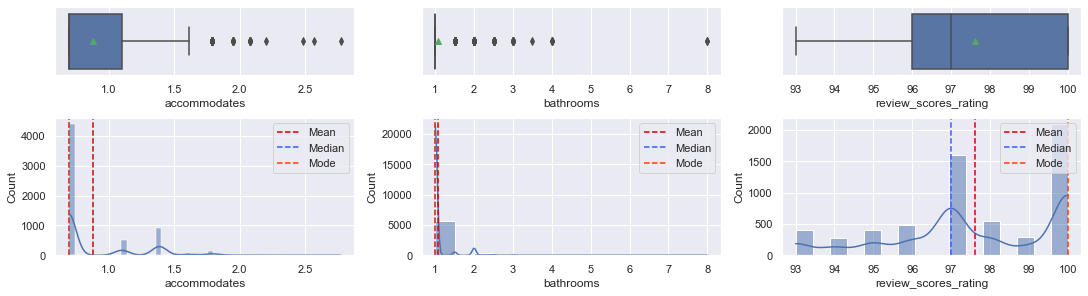 1.0 1.5 2.0 2.5
accommodates
1 2 3 4 5 6 7 8
bathrooms
93 94 95 96 97 98 99 100
review_scores_rating
4000
3000
2000
1000
0
Count
Mean
Median
Mode
1.0 1.5 2.0 2.5
accommodates
20000
15000
10000
5000
0
Count
Mean
Median
Mode
1 2 3 4 5 6 7 8
bathrooms
2000
1500
1000
500
0
Count
Mean
Median
Mode
93 94 95 96 97 98 99 100
review_scores_rating